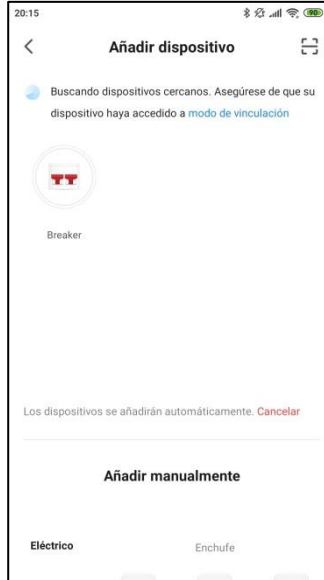 20:15
90
Añadir dispositivo
Buscando dispositivos cercanos. Asegúrese de que su
dispositivo haya accedido a modo de vinculación
Breaker
Los dispositivos se añadirán automáticamente. Cancelar
Añadir manualmente
Eléctrico
Enchufe